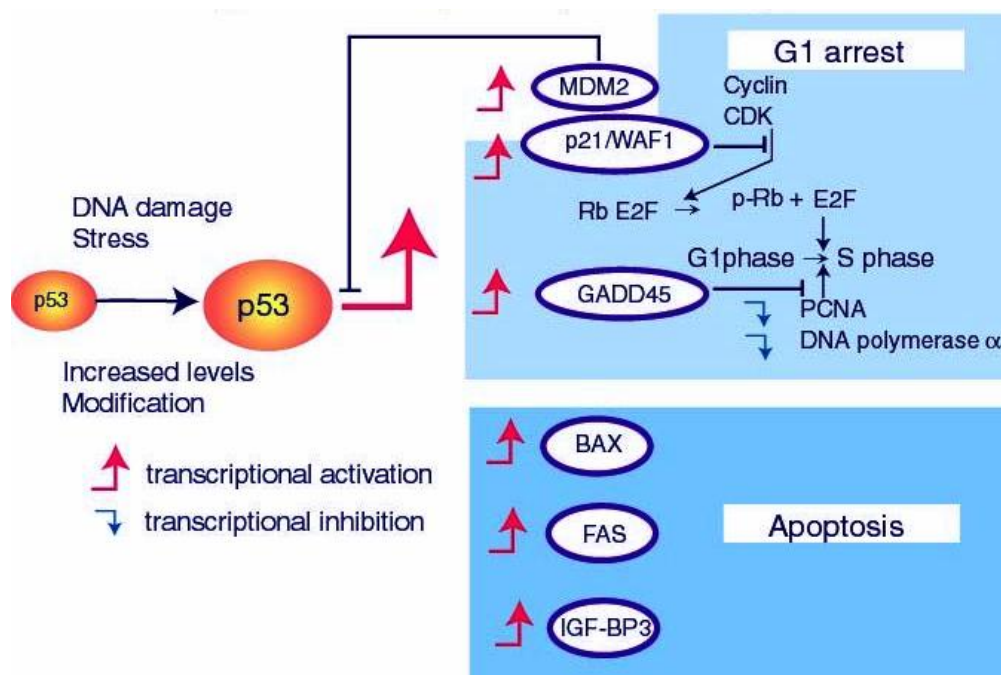 G1 arrest
MDM2
Cyclin
CDK
p21/WAF1
Rb E2F
p-Rb + E2F
DNA damage
Stress
p53
p53
G1phase
S phase
GADD45
PCNA
DNA polymerase α
Increased levels
Modification
transcriptional activation
transcriptional inhibition
BAX
FAS
Apoptosis
IGF-BP3